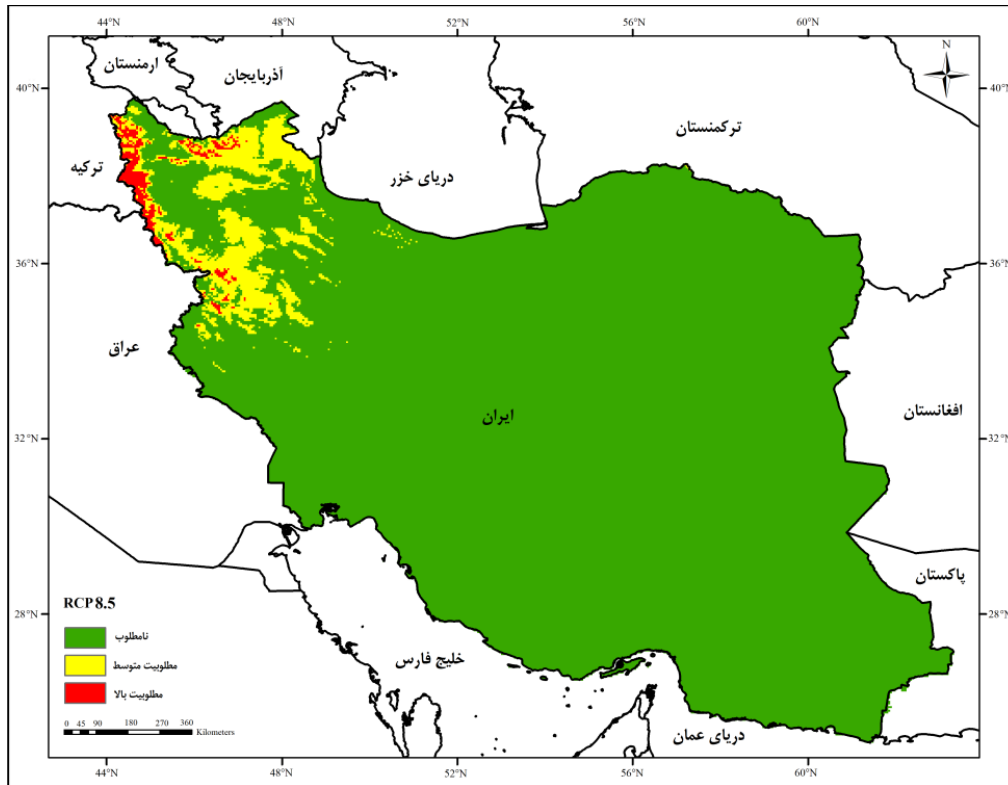 44°N
48°N
52°N
56°N
60°N
ارمنستان
آذربایجان
N
40°N
40°N
ترکمنستان
ترکیه
دریای خزر
36°N
36°N
عراق
افغانستان
ایران
32°N
32°N
پاکستان
28°N
28°N
RCP 8.5
نامطلوب
مطلوبیت متوسط
مطلوبیت بالا
خلیج فارس
0 45 90 180 270 360
Kilometers
دریای عمان
44°N
48°N
52°N
56°N
60°N